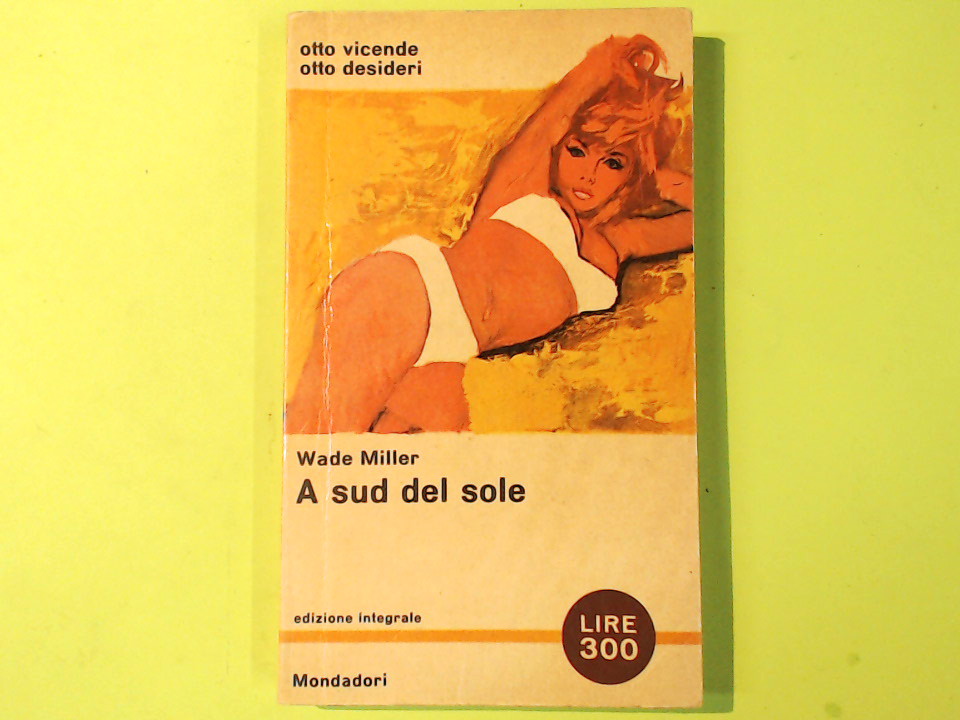 otto vicende
otto desideri
Wade Miller
A sud del sole
edizione integrale
LIRE
300
Mondadori